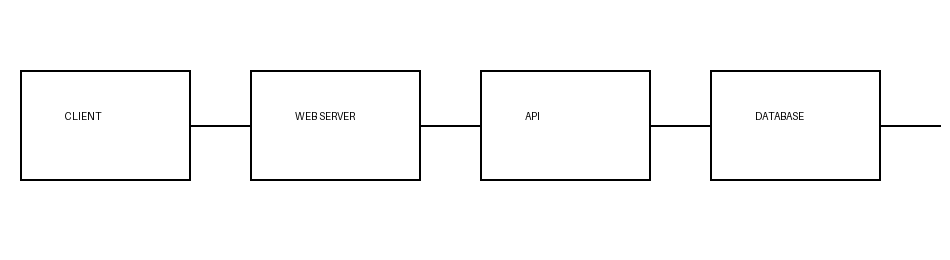 CLIENT
WEB SERVER
API
DATABASE